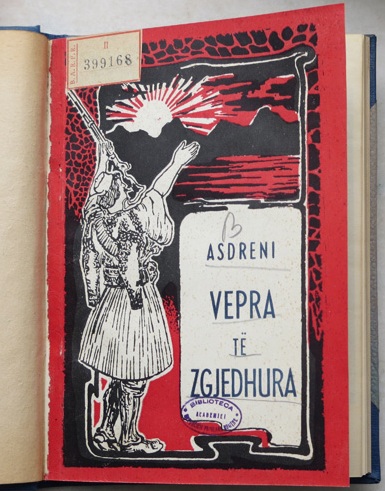 B.A.R.P.R.
II
399168
ASDRENI
VEPRA
TË
ZGJEDHURA
BIBLIOTECA
ACADEMIEI